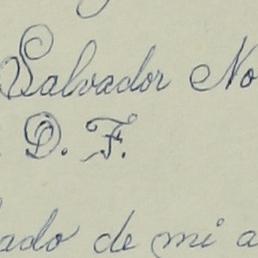 Salvador No
D. F.
ado de mi a